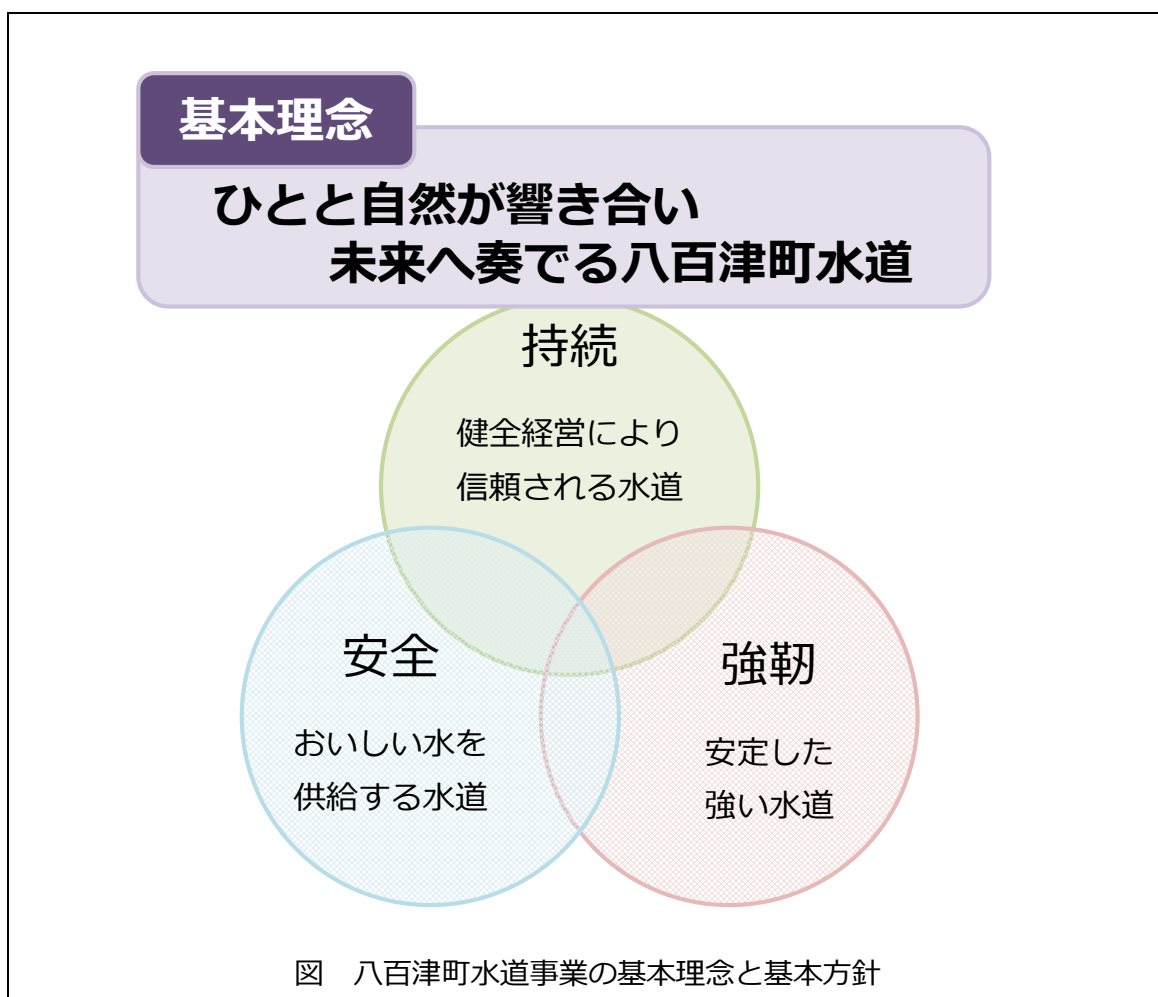 基本理念
ひとと自然が響き合い
未来へ奏でる八百津町水道
持続
健全経営により
信頼される水道
安全
おいしい水を
供給する水道
強靭
安定した
強い水道
図　八百津町水道事業の基本理念と基本方針